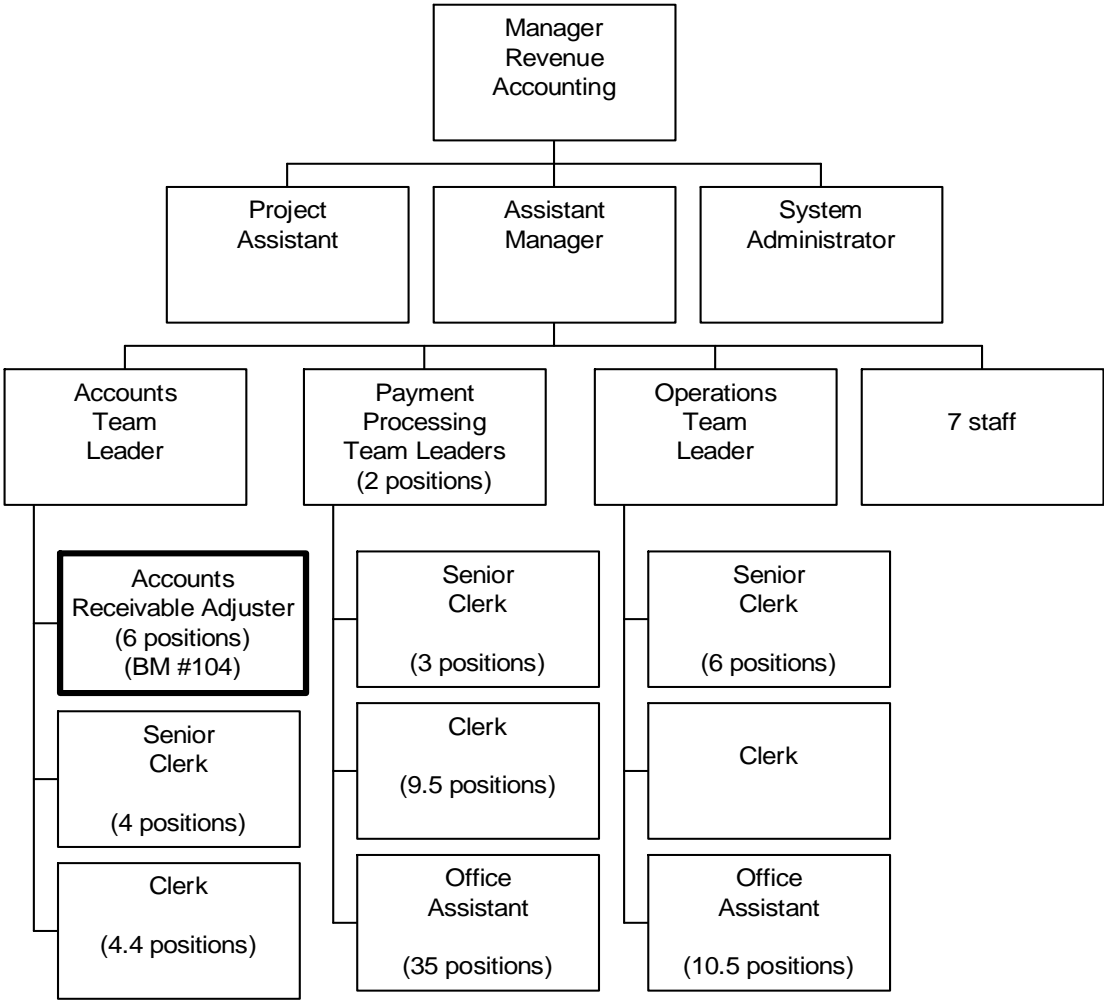 Manager
Revenue
Accounting
Project
Assistant
Assistant
Manager
System
Administrator
Accounts
Team
Leader
Payment
Processing
Team Leaders
(2 positions)
Operations
Team
Leader
7 staff
Accounts
Receivable Adjuster
(6 positions)
(BM #104)
Senior
Clerk
(4 positions)
Clerk
(4.4 positions)
Senior
Clerk
(3 positions)
Clerk
(9.5 positions)
Office
Assistant
(35 positions)
Senior
Clerk
(6 positions)
Clerk
Office
Assistant
(10.5 positions)